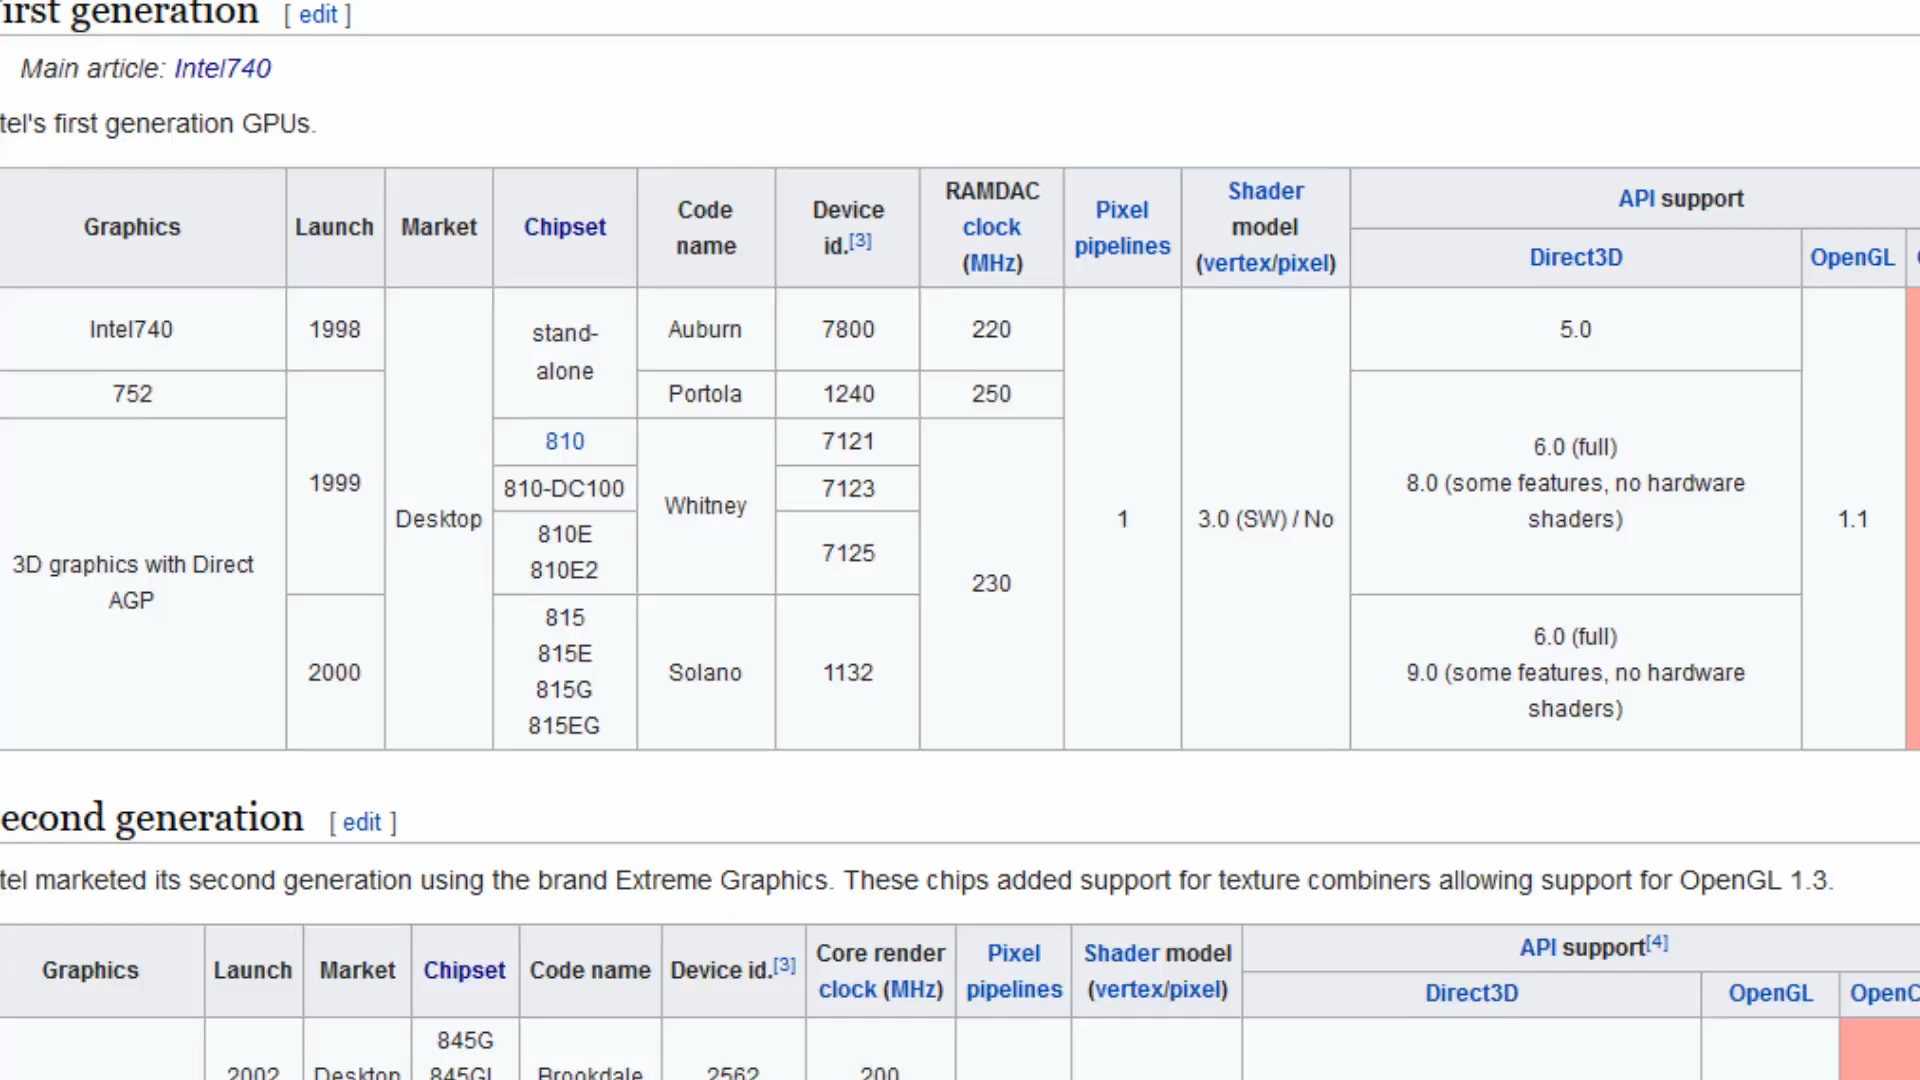 irst generation [ edit ]
Main article: Intel740
tel's first generation GPUs.
Graphics
Launch
Market
Chipset
Code
name
Device
id.[3]
RAMDAC
clock
(MHz)
Pixel
pipelines
Shader
model
(vertex/pixel)
API support
Direct3D
OpenGL
Intel740
1998
Desktop
stand-
alone
Auburn
7800
220
1
3.0 (SW) / No
5.0
1.1
752
1999
Portola
1240
250
6.0 (full)
8.0 (some features, no hardware
shaders)
3D graphics with Direct
AGP
810
Whitney
7121
230
810-DC100
7123
810E
810E2
7125
2000
815
815E
815G
815EG
Solano
1132
6.0 (full)
9.0 (some features, no hardware
shaders)
econd generation [ edit ]
tel marketed its second generation using the brand Extreme Graphics. These chips added support for texture combiners allowing support for OpenGL 1.3.
Graphics
Launch
Market
Chipset
Code name
Device id.[3]
Core render
clock (MHz)
Pixel
pipelines
Shader model
(vertex/pixel)
API support[4]
Direct3D
OpenGL
OpenC
2002
Desktop
845G
845GL
Brookdale
2562
200